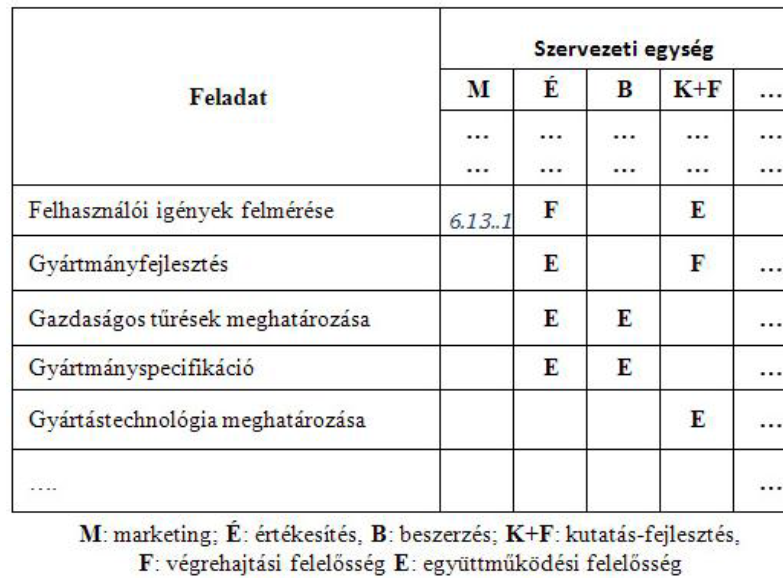 Feladat Szervezeti egység
M É B K+F ...
... ... ... ... ...
... ... ... ... ...
Felhasználói igények felmérése 6.13..1 F E
Gyártmányfejlesztés E F ...
Gazdaságos tűrések meghatározása E E ...
Gyártmányspecifikáció E E ...
Gyártástechnológia meghatározása E ...
.... ...
M: marketing; É: értékesítés, B: beszerzés; K+F: kutatás-fejlesztés,
F: végrehajtási felelősség E: együttműködési felelősség